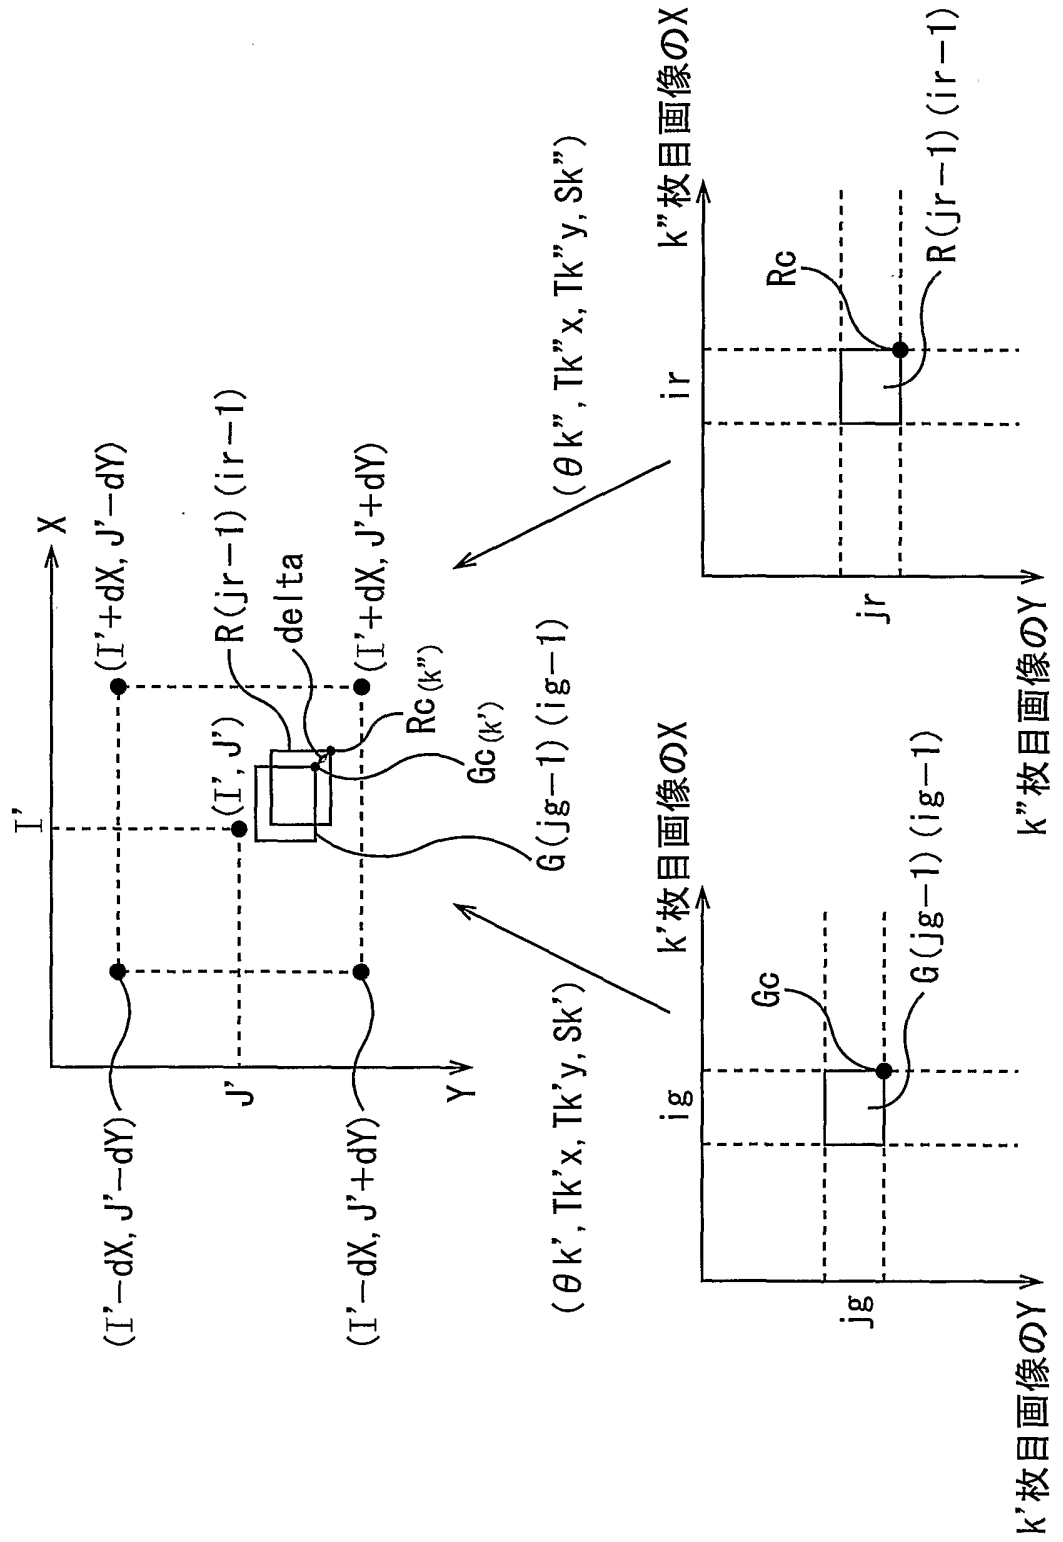 I'
X
(I'−dX, J'−dY)
(I'+dX, J'−dY)
J'
(I', J')
R(jr−1)(ir−1)
delta
(I'−dX, J'+dY)
(I'+dX, J'+dY)
Rc(k")
Gc(k')
Y
G(jg−1)(ig−1)
(θk', Tk'x, Tk'y, Sk')
(θk", Tk"x, Tk"y, Sk")
k'枚目画像のX
ig
Gc
jg
G(jg−1)(ig−1)
k'枚目画像のY
k"枚目画像のX
ir
Rc
jr
R(jr−1)(ir−1)
k"枚目画像のY